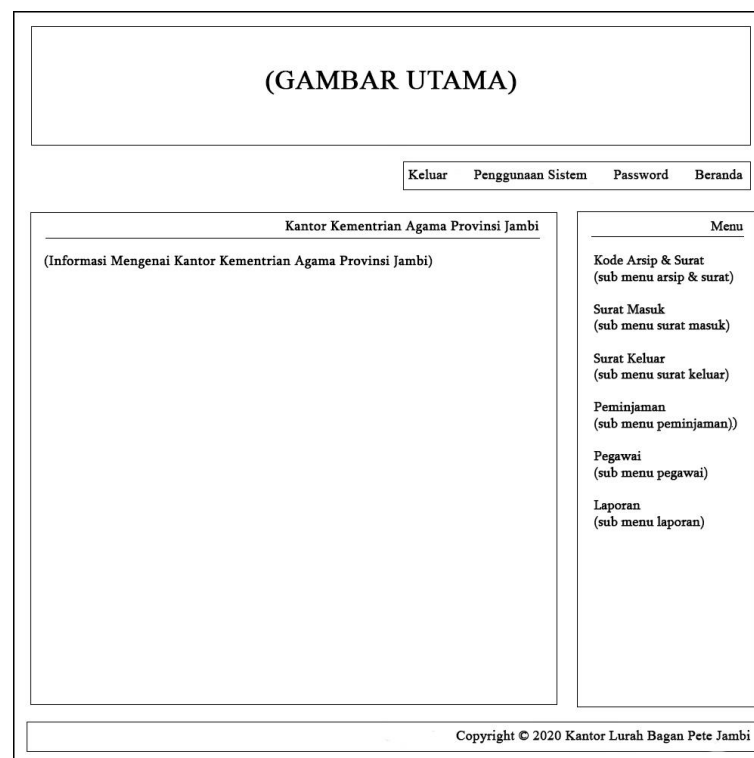 (GAMBAR UTAMA)
Keluar Penggunaan Sistem Password Beranda
Kantor Kementrian Agama Provinsi Jambi
(Informasi Mengenai Kantor Kementrian Agama Provinsi Jambi)
Menu
Kode Arsip & Surat
(sub menu arsip & surat)
Surat Masuk
(sub menu surat masuk)
Surat Keluar
(sub menu surat keluar)
Peminjaman
(sub menu peminjaman))
Pegawai
(sub menu pegawai)
Laporan
(sub menu laporan)
Copyright © 2020 Kantor Lurah Bagan Pete Jambi